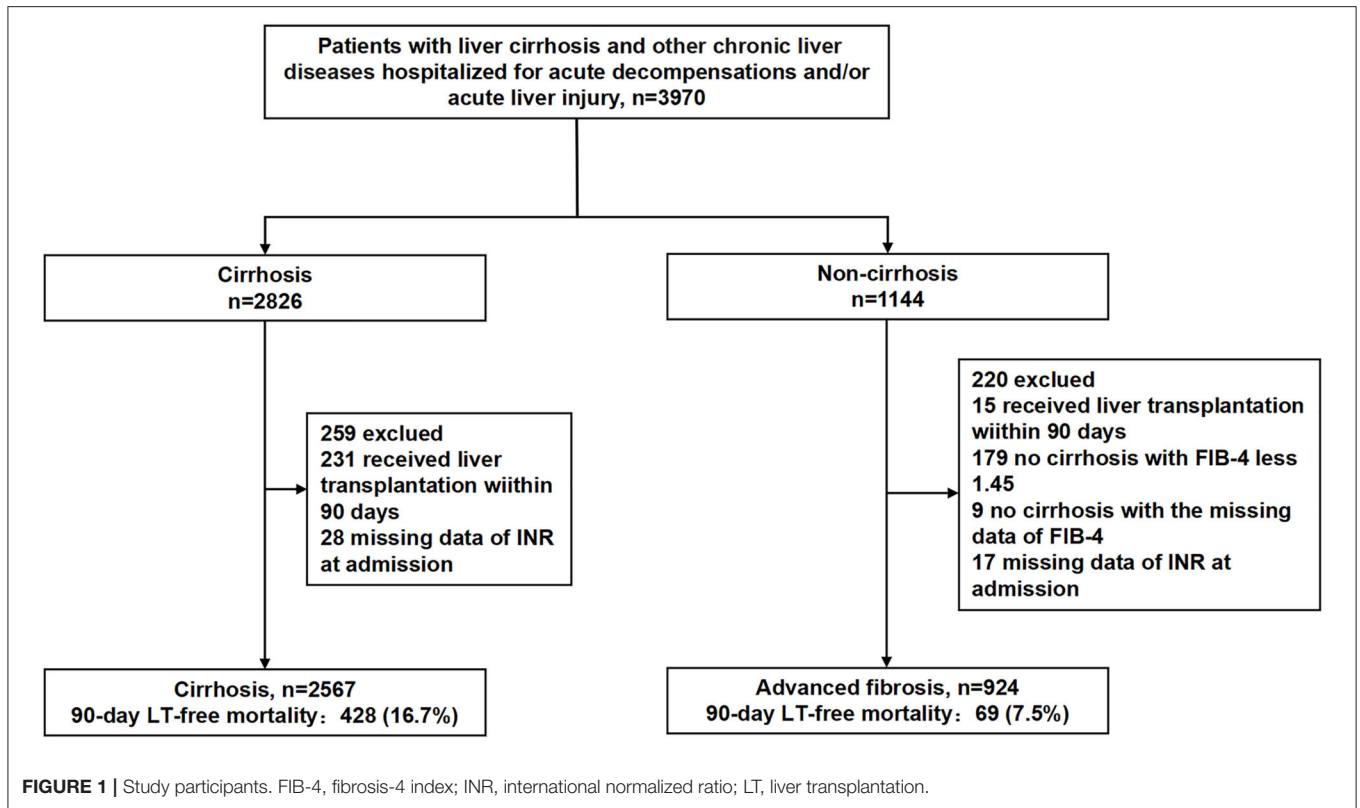 Patients with liver cirrhosis and other chronic liver
diseases hospitalized for acute decompensations and/or
acute liver injury, n=3970
Cirrhosis
n=2826
Non-cirrhosis
n=1144
259 exclued
231 received liver
transplantation wiithin
90 days
28 missing data of INR
at admission
220 exclued
15 received liver transplantation
wiithin 90 days
179 no cirrhosis with FIB-4 less
1.45
9 no cirrhosis with the missing
data of FIB-4
17 missing data of INR at
admission
Cirrhosis, n=2567
90-day LT-free mortality：428 (16.7%)
Advanced fibrosis, n=924
90-day LT-free mortality：69 (7.5%)
FIGURE 1 | Study participants. FIB-4, fibrosis-4 index; INR, international normalized ratio; LT, liver transplantation.